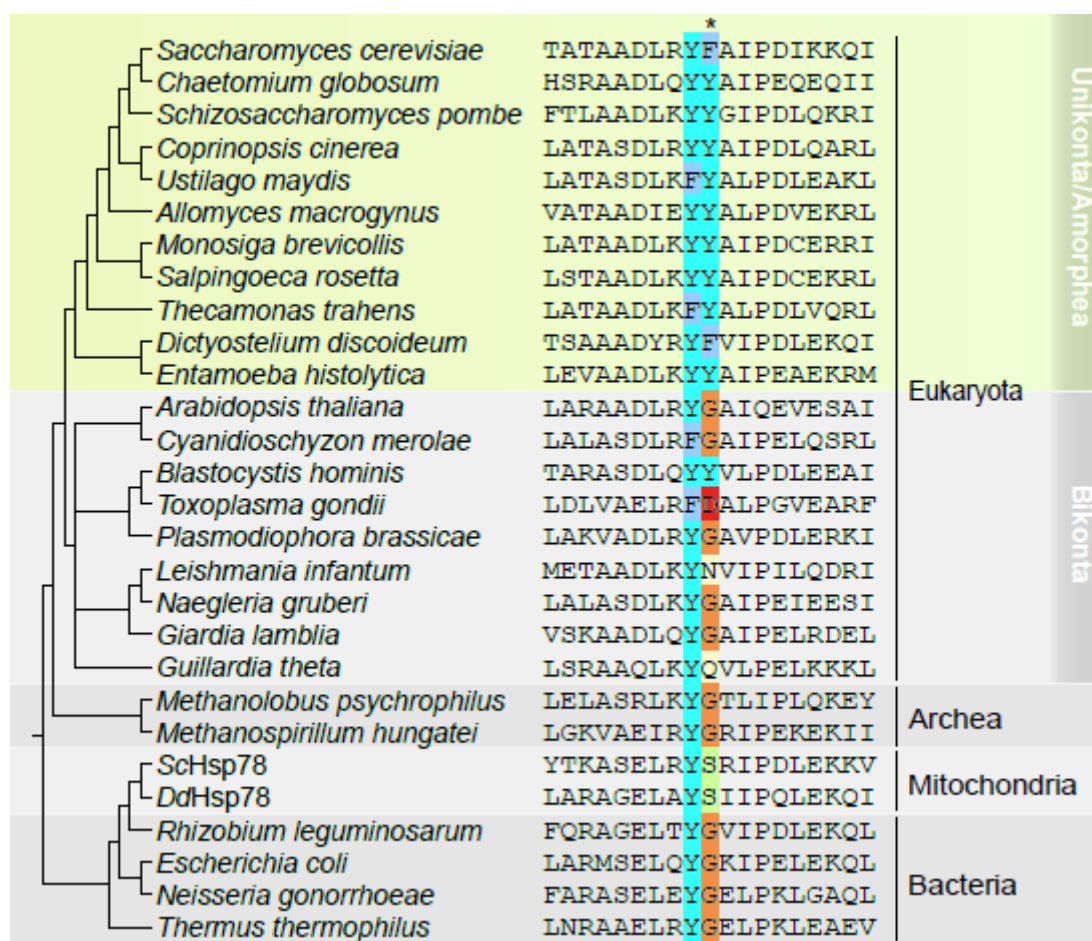 *
Saccharomyces cerevisiae TATAADLRYFAIPDIKKQI
Chaetomium globosum HSRAADLQYYAIPEQEQII
Schizosaccharomyces pombe FTLAADLKYYGIPDLQKRI
Coprinopsis cinerea LATASDLRYYAIPDLQARL
Ustilago maydis LATASDLKFYALPDLEAKL
Allomyces macrogynus VATAADIEYYALPDVEKRL
Monosiga brevicollis LATAADLKYYAIPDCERRI
Salpingoeca rosetta LSTAADLKYYAIPDCEKRL
Thecamonas trahens LATAADLKFYALPDLVQRL
Dictyostelium discoideum TSAAADYRYFVIPDLEKQI
Entamoeba histolytica LEVAADLKYYAIPEAEKRM
Unikonta/Amorphea
Eukaryota
Arabidopsis thaliana LARAADLRYGAIQEVESAI
Cyanidioschyzon merolae LALASDLRFGAIPELQSRL
Blastocystis hominis TARASDLQYYVLPDLEEAI
Toxoplasma gondii LDLVAELRFDALPGVEARF
Plasmodiophora brassicae LAKVADLRYGAVPDLERKI
Leishmania infantum METAADLKYNVIPILQDRI
Naegleria gruberi LALASDLKYGAIPEIEESI
Giardia lamblia VSKAADLQYGAIPELRDEL
Guillardia theta LSRAAQLKYQVLPELKKKL
Bikonta
Methanolobus psychrophilus LELASRLKYGTLIPLQKEY
Methanospirillum hungatei LGKVAEIRYGRIPEKEKII
Archea
ScHsp78 YTKASELRYSRIPDLEKKV
DdHsp78 LARAGELAYSIIPQLEKQI
Mitochondria
Rhizobium leguminosarum FQRAGELTYGVIPDLEKQL
Escherichia coli LARMSELQYGKIPELEKQL
Neisseria gonorrhoeae FARASELEYGELPKLGAQL
Thermus thermophilus LNRAAELRYGELPKLEAEV
Bacteria